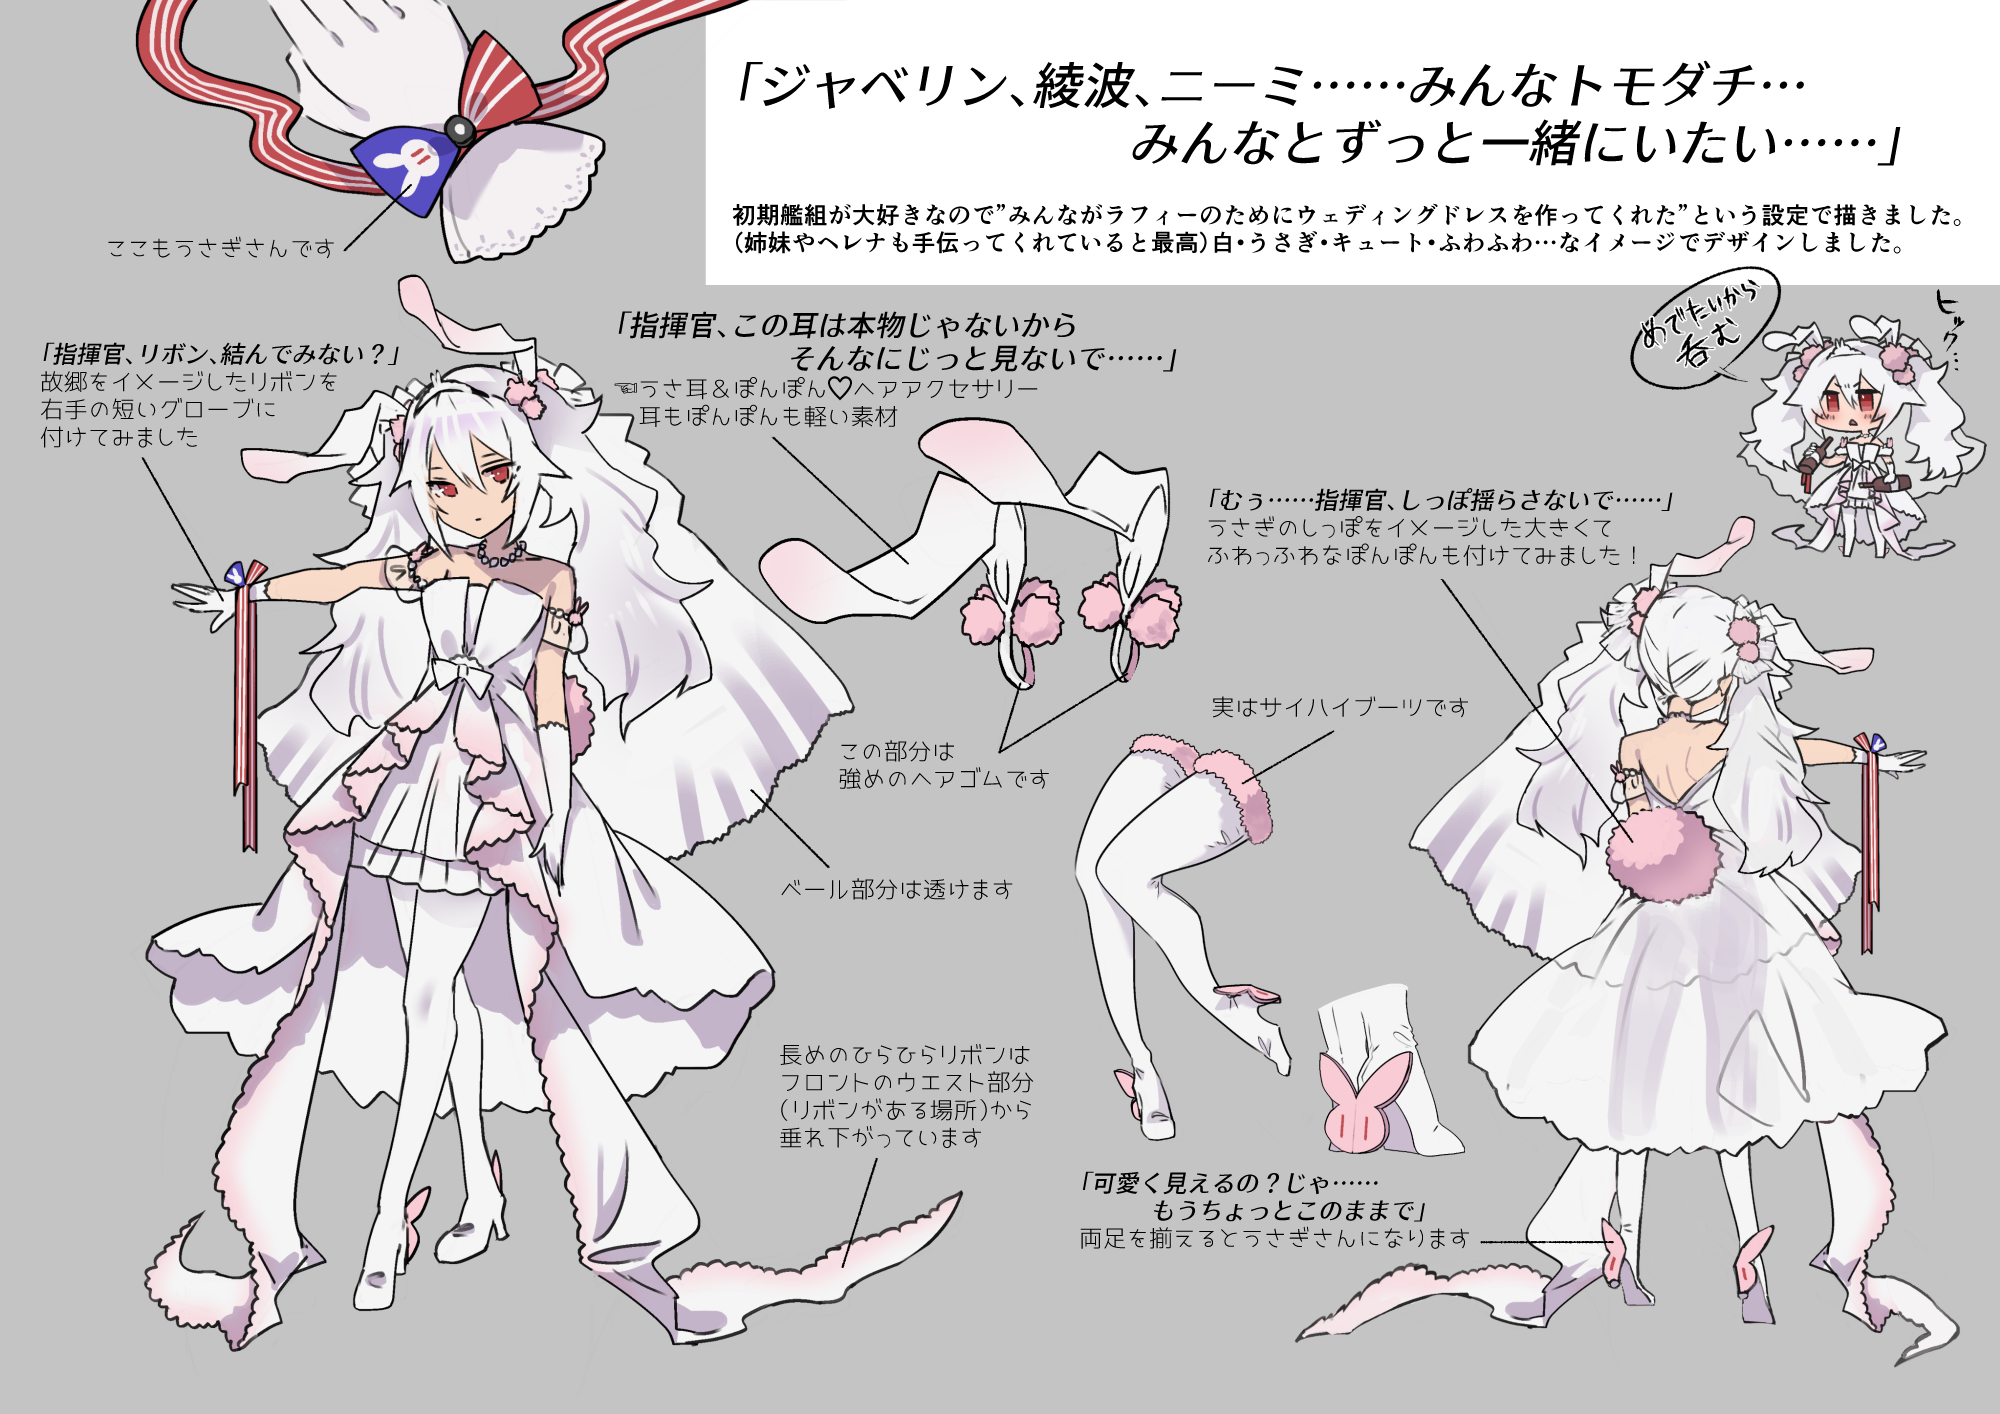 「ジャベリン、綾波、ニーミ……みんなトモダチ…
みんなとずっと一緒にいたい……」
初期艦組が大好きなので”みんながラフィーのためにウェディングドレスを作ってくれた”という設定で描きました。
（姉妹やヘレナも手伝ってくれていると最高）白・うさぎ・キュート・ふわふわ…なイメージでデザインしました。
ここもうさぎさんです
「指揮官、リボン、結んでみない？」
故郷をイメージしたリボンを
右手の短いグローブに
付けてみました
「指揮官、この耳は本物じゃないから
そんなにじっと見ないで……」
☜うさ耳＆ぽんぽん♡ヘアアクセサリー
耳もぽんぽんも軽い素材
めでたいから
呑む
ヒック…
「むぅ……指揮官、しっぽ揺らさないで……」
うさぎのしっぽをイメージした大きくて
ふわっふわなぽんぽんも付けてみました！
この部分は
強めのヘアゴムです
実はサイハイブーツです
ベール部分は透けます
長めのひらひらリボンは
フロントのウエスト部分
（リボンがある場所）から
垂れ下がっています
「可愛く見えるの？じゃ……
もうちょっとこのままで」
両足を揃えるとうさぎさんになります